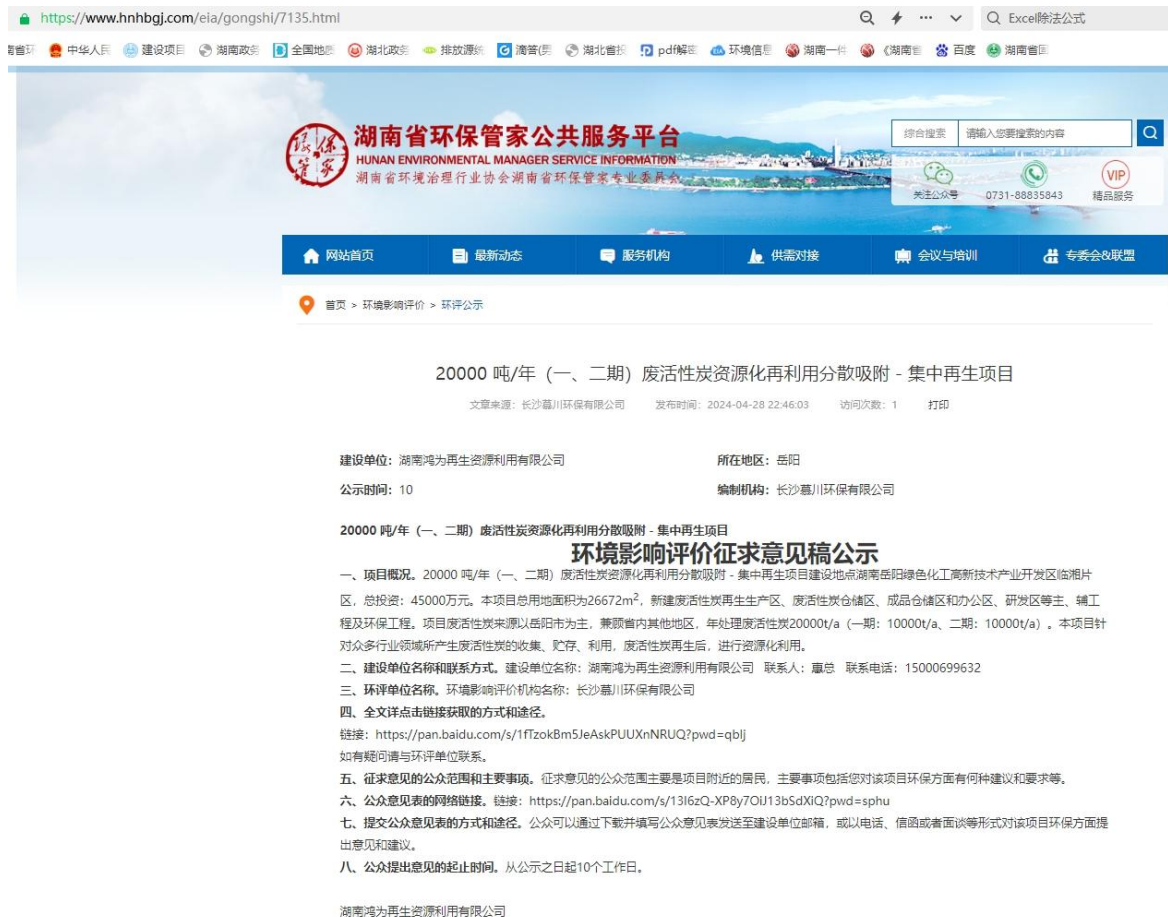 https://www.hnhbgj.com/eia/gongshi/7135.html
Excel除法公式
中华人民
建设项目
湖南政务
全国地质
湖北政务
排放源统
湖北省投
pdf解密
环境信息
湖南一件
《湖南省
百度
湖南省区
湖南省环保管家公共服务平台
HUNAN ENVIRONMENTAL MANAGER SERVICE INFORMATION
湖南省环境治理行业协会湖南省环保管家专业委员会
综合搜索 请输入您要搜索的内容
关注公众号 0731-88835843 VIP 精品服务
网站首页 最新动态 服务机构 供需对接 会议与培训 专委会&联盟
首页 > 环境影响评价 > 环评公示
20000 吨/年（一、二期）废活性炭资源化再利用分散吸附 - 集中再生项目
文章来源：长沙慕川环保有限公司 发布时间：2024-04-28 22:46:03 访问次数：1 打印
建设单位：湖南鸿为再生资源利用有限公司 所在地区：岳阳
公示时间：10 编制机构：长沙慕川环保有限公司
20000 吨/年（一、二期）废活性炭资源化再利用分散吸附 - 集中再生项目
环境影响评价征求意见稿公示
一、项目概况。20000 吨/年（一、二期）废活性炭资源化再利用分散吸附 - 集中再生项目建设地点湖南岳阳绿色化工高新技术产业开发区临湘片
区，总投资：45000万元。本项目总用地面积为26672m²，新建废活性炭再生生产区、废活性炭仓储区、成品仓储区和办公区、研发区等主、辅工
程及环保工程。项目废活性炭来源以岳阳市为主，兼顾省内其他地区，年处理废活性炭20000t/a（一期：10000t/a、二期：10000t/a）。本项目针
对众多行业领域所产生废活性炭的收集、贮存、利用，废活性炭再生后，进行资源化利用。
二、建设单位名称和联系方式。建设单位名称：湖南鸿为再生资源利用有限公司 联系人：扈总 联系电话：15000699632
三、环评单位名称。环境影响评价机构名称：长沙慕川环保有限公司
四、全文详点击链接获取的方式和途径。
链接：https://pan.baidu.com/s/1fTzokBm5JeAskPUUXnNRUQ?pwd=qblj
如有疑问请与环评单位联系。
五、征求意见的公众范围和主要事项。征求意见的公众范围主要是项目附近的居民，主要事项包括您对该项目环保方面有何种建议和要求等。
六、公众意见表的网络链接。链接：https://pan.baidu.com/s/13I6zQ-XP8y7OiJ13bSdXiQ?pwd=sphu
七、提交公众意见表的方式和途径。公众可以通过下载并填写公众意见表发送至建设单位邮箱，或以电话、信函或者面谈等形式对该项目环保方面提
出意见和建议。
八、公众提出意见的起止时间。从公示之日起10个工作日。
湖南鸿为再生资源利用有限公司